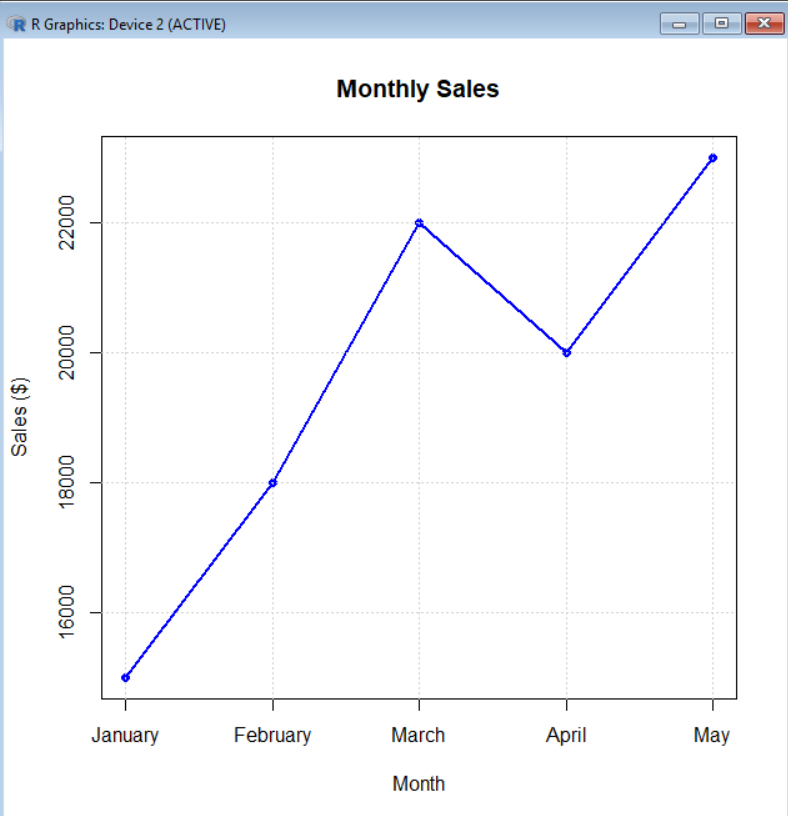 R Graphics: Device 2 (ACTIVE)
Monthly Sales
Sales ($)
22000
20000
18000
16000
January February March April May
Month